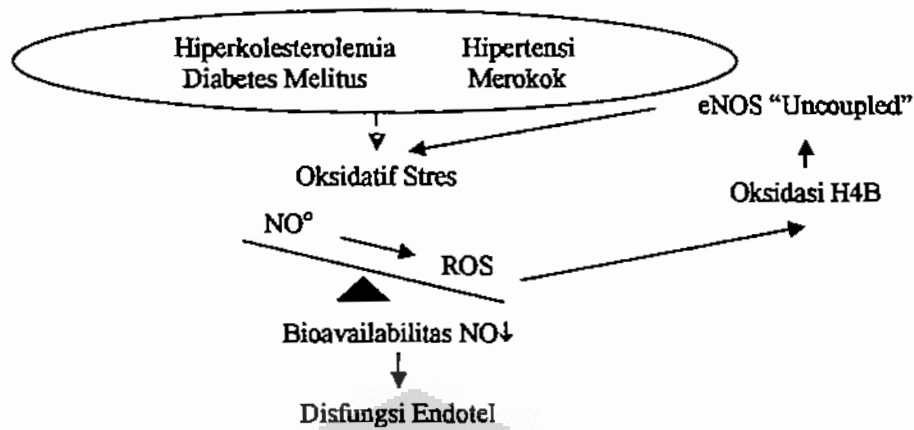 Hiperkolesterolemia Hipertensi
Diabetes Melitus Merokok
eNOS “Uncoupled”
Oksidatif Stres
Oksidasi H4B
NO°
ROS
Bioavailabilitas NO↓
Disfungsi Endotel